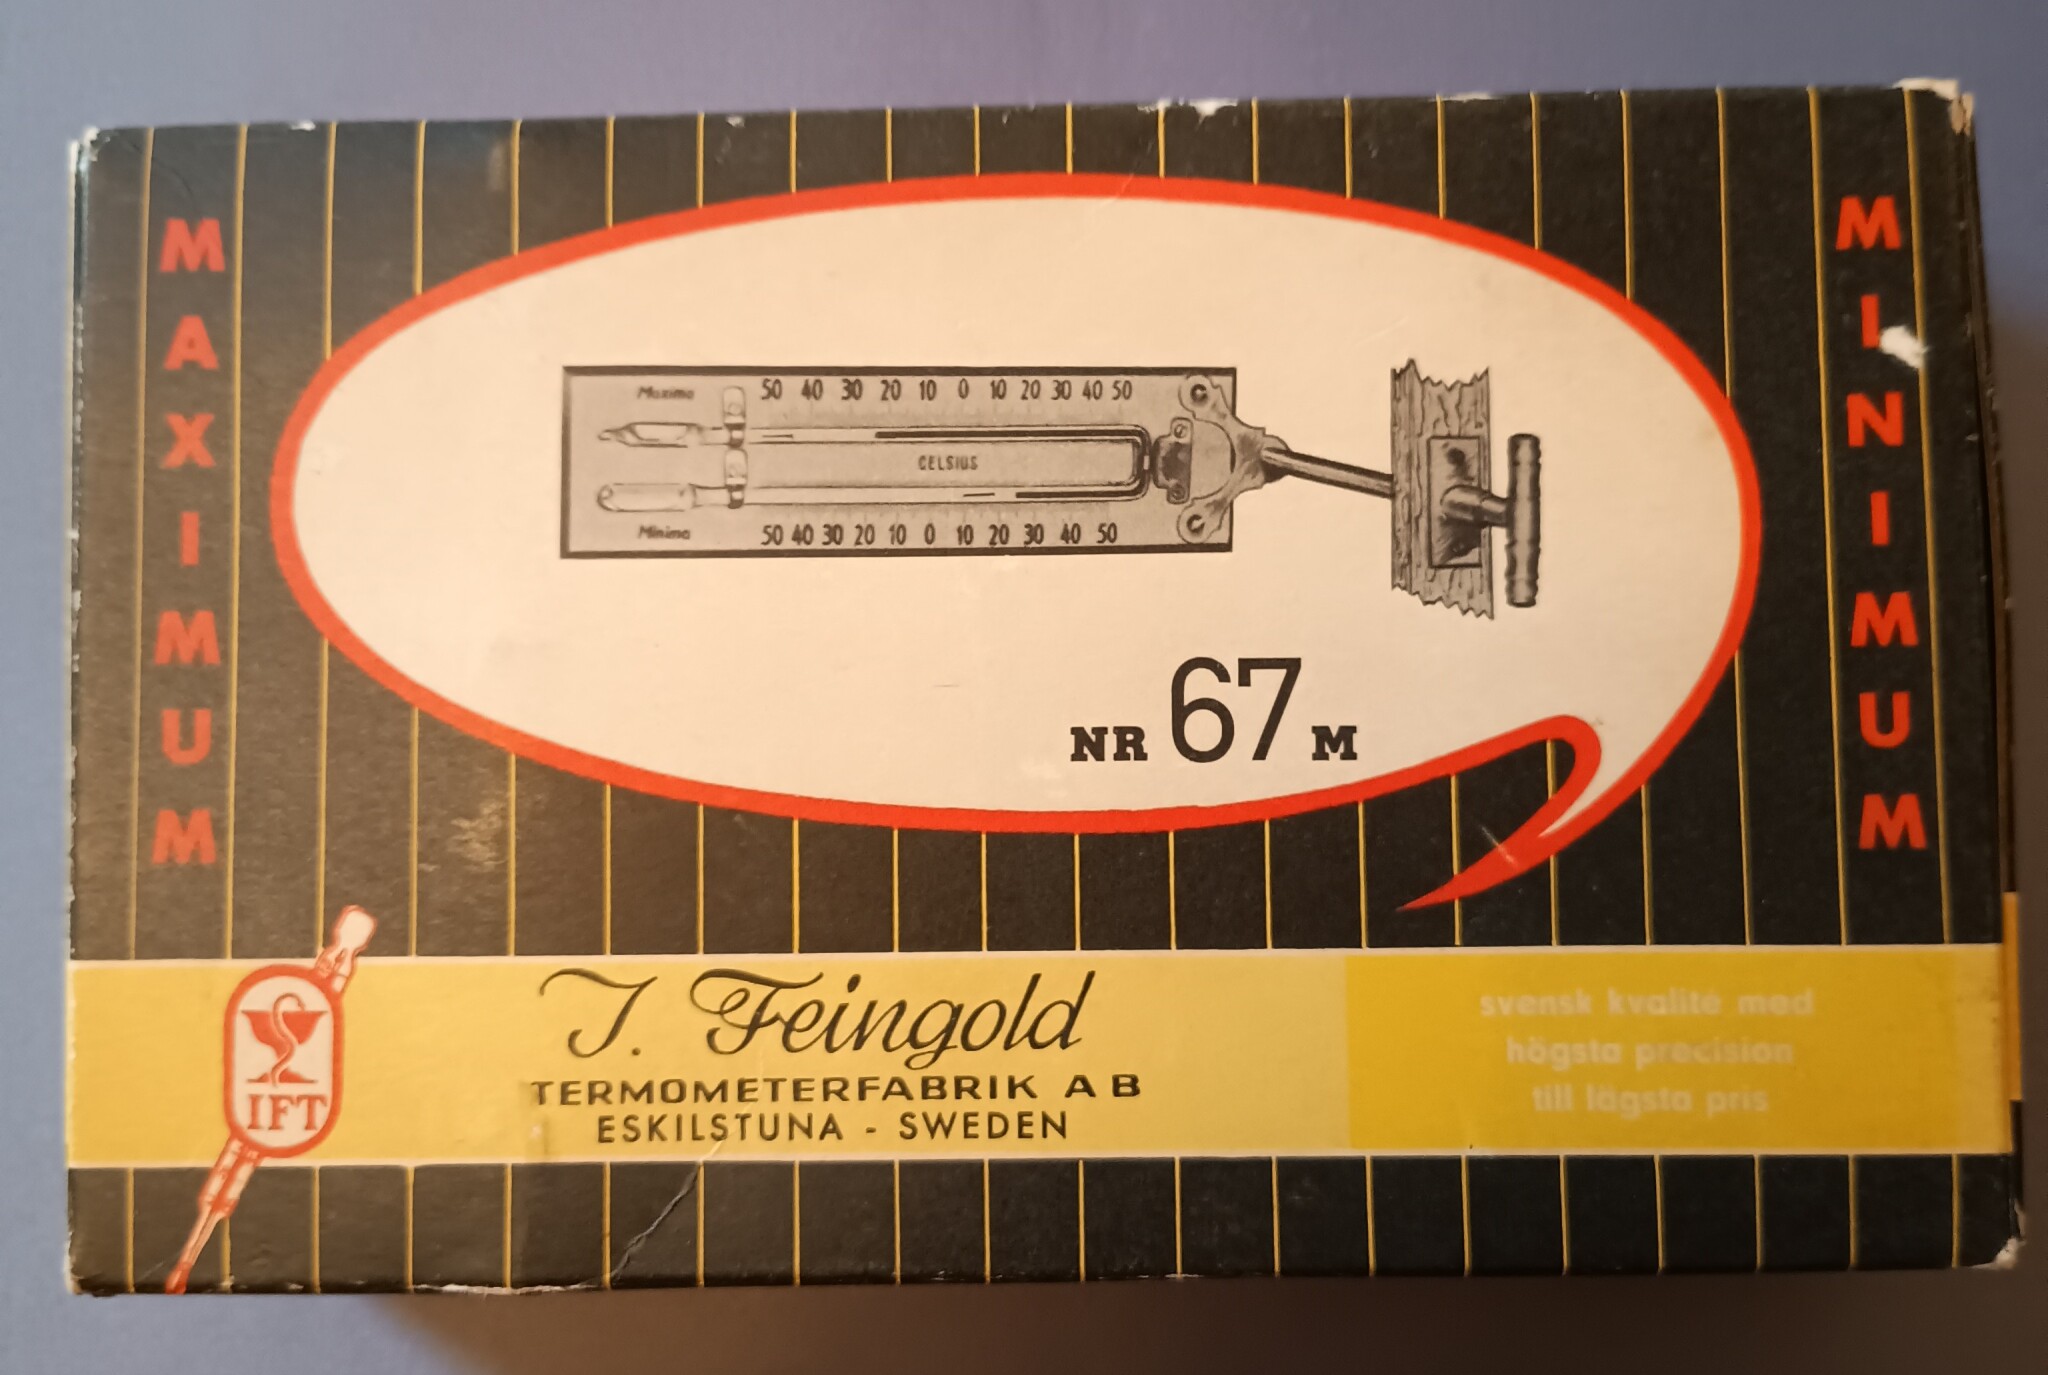 MAXIMUM
MINIMUM
Maxima
50 40 30 20 10 0 10 20 30 40 50
CELSIUS
Minima
50 40 30 20 10 0 10 20 30 40 50
NR 67 M
IFT
J. Feingold
TERMOMETERFABRIK AB
ESKILSTUNA - SWEDEN
svensk kvalité med
högsta precision
till lägsta pris